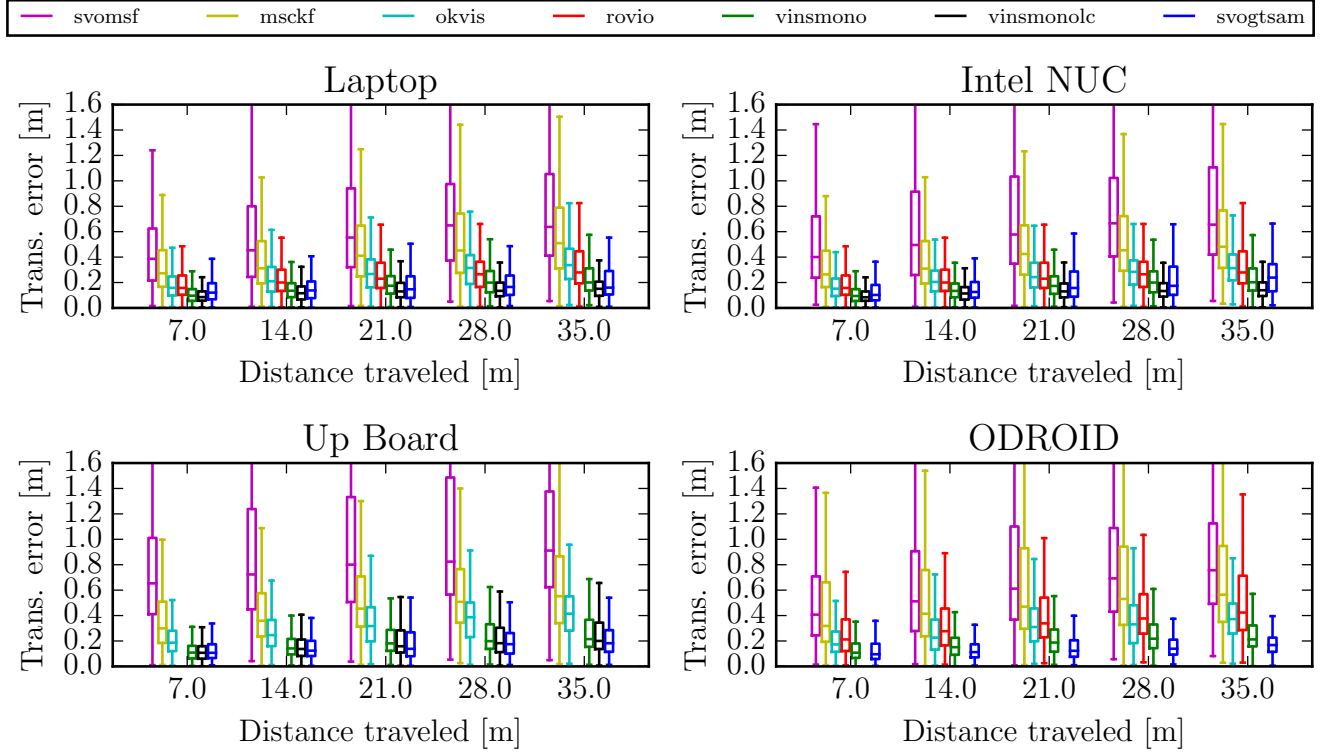 svomsf msckf okvis rovio vinsmono vinsmonolc svogtsam
Laptop
Intel NUC
Trans. error [m]
1.6
1.4
1.2
1.0
0.8
0.6
0.4
0.2
0.0
7.0 14.0 21.0 28.0 35.0
Distance traveled [m]
Trans. error [m]
1.6
1.4
1.2
1.0
0.8
0.6
0.4
0.2
0.0
7.0 14.0 21.0 28.0 35.0
Distance traveled [m]
Up Board
ODROID
Trans. error [m]
1.6
1.4
1.2
1.0
0.8
0.6
0.4
0.2
0.0
7.0 14.0 21.0 28.0 35.0
Distance traveled [m]
Trans. error [m]
1.6
1.4
1.2
1.0
0.8
0.6
0.4
0.2
0.0
7.0 14.0 21.0 28.0 35.0
Distance traveled [m]